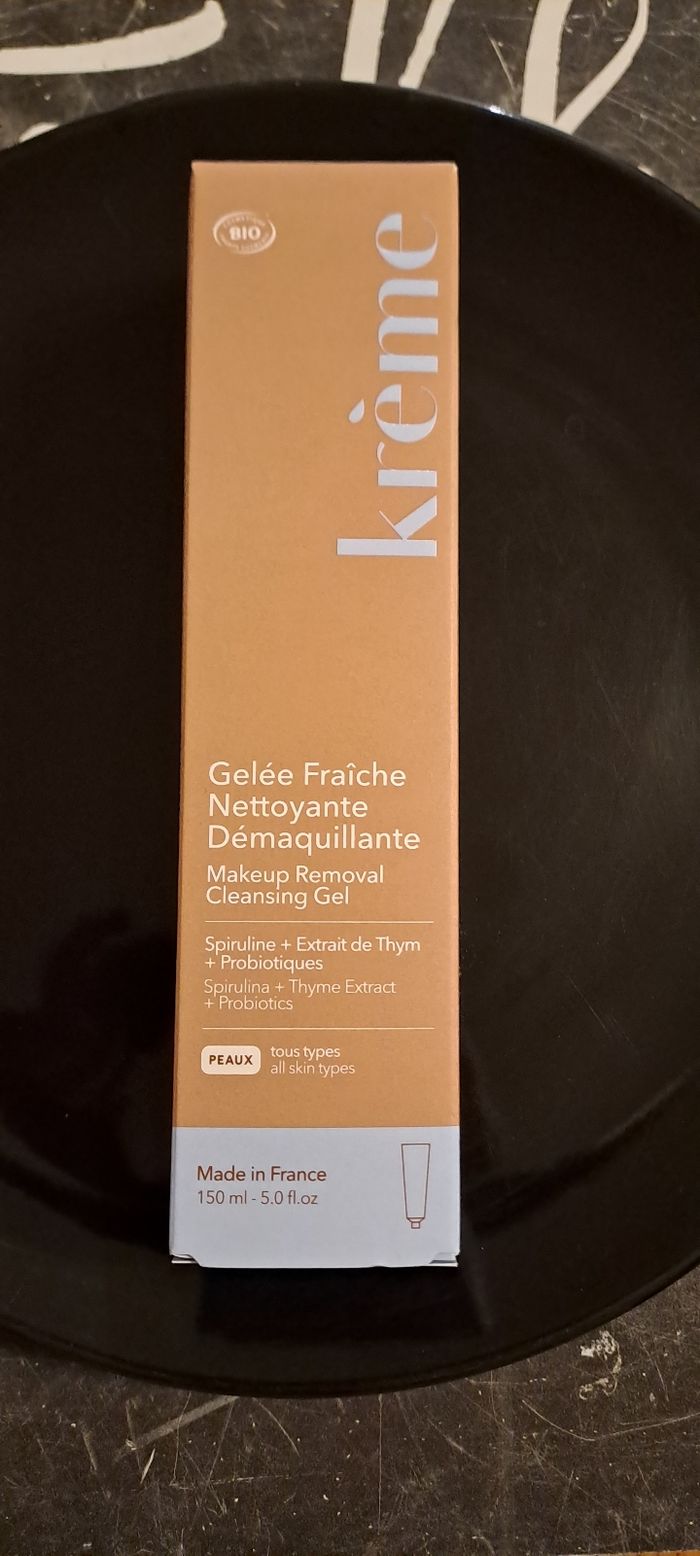 BIO
krème
Gelée Fraîche
Nettoyante
Démaquillante
Makeup Removal
Cleansing Gel
Spiruline + Extrait de Thym
+ Probiotiques
Spirulina + Thyme Extract
+ Probiotics
PEAUX
tous types
all skin types
Made in France
150 ml - 5.0 fl.oz